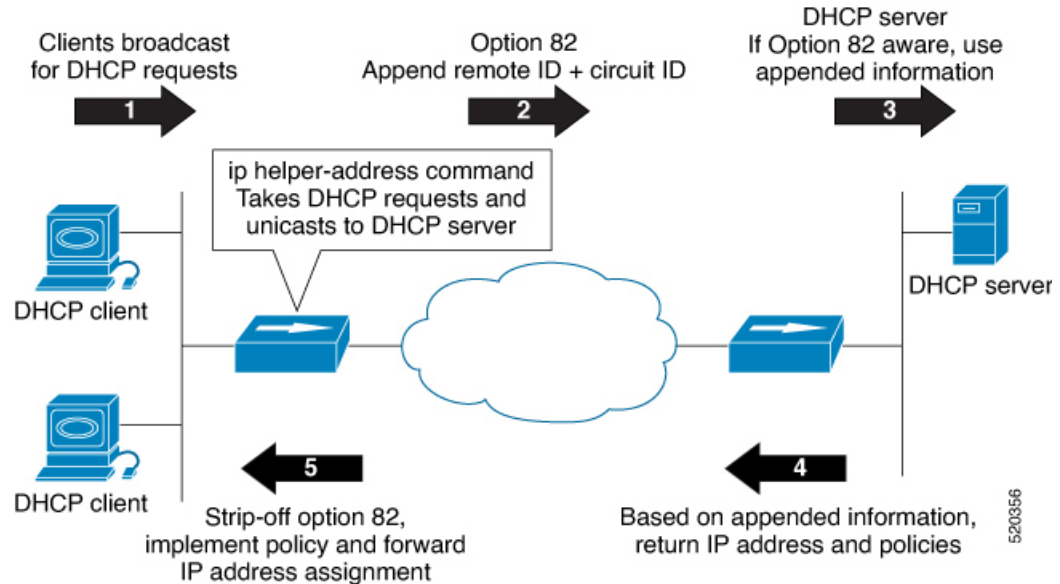 Clients broadcast
for DHCP requests
1
Option 82
Append remote ID + circuit ID
2
DHCP server
If Option 82 aware, use
appended information
3
ip helper-address command
Takes DHCP requests and
unicasts to DHCP server
DHCP client
DHCP server
DHCP client
5
Strip-off option 82,
implement policy and forward
IP address assignment
4
Based on appended information,
return IP address and policies
520356